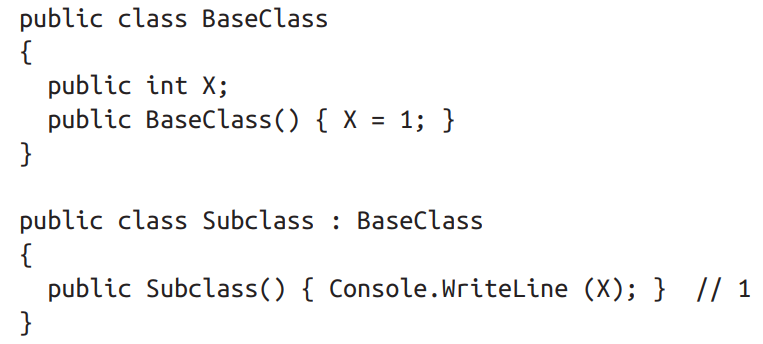 public class BaseClass
{
  public int X;
  public BaseClass() { X = 1; }
}

public class Subclass : BaseClass
{
  public Subclass() { Console.WriteLine (X); }  // 1
}